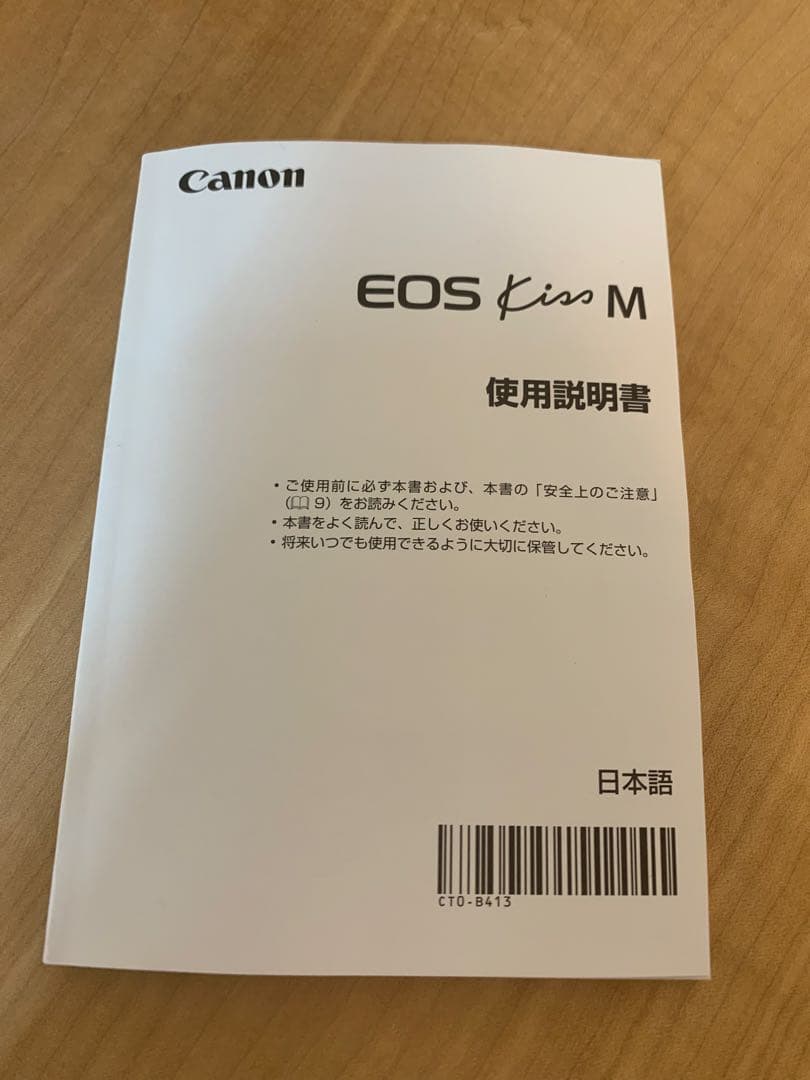 Canon
EOS Kiss M
使用説明書
・ご使用前に必ず本書および、本書の「安全上のご注意」
（📖 9）をお読みください。
・本書をよく読んで、正しくお使いください。
・将来いつでも使用できるように大切に保管してください。
日本語
CT0-B413